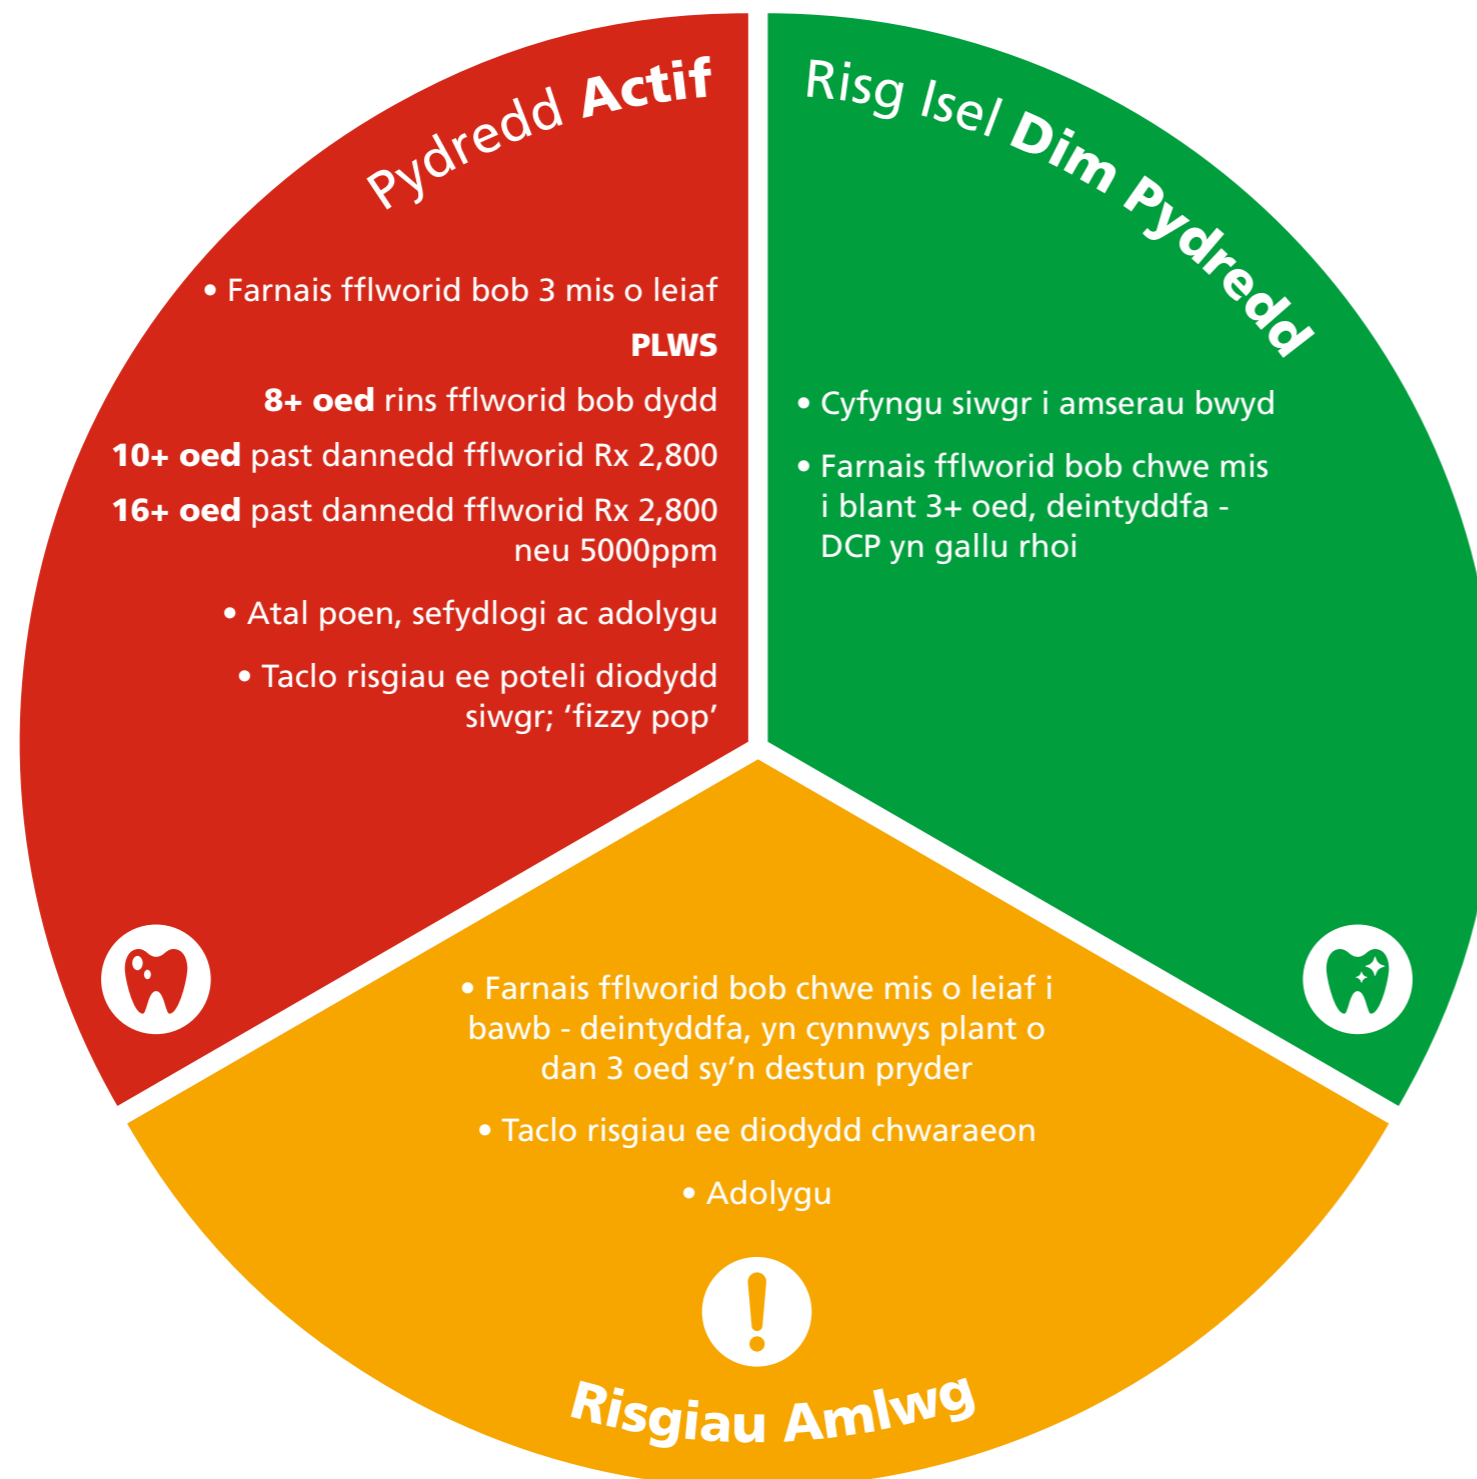 Pydredd Actif
• Farnais fflworid bob 3 mis o leiaf
PLWS
8+ oed rins fflworid bob dydd
10+ oed past dannedd fflworid Rx 2,800
16+ oed past dannedd fflworid Rx 2,800
neu 5000ppm
• Atal poen, sefydlogi ac adolygu
• Taclo risgiau ee poteli diodydd
siwgr; ‘fizzy pop’
Risg Isel Dim Pydredd
• Cyfyngu siwgr i amserau bwyd
• Farnais fflworid bob chwe mis
i blant 3+ oed, deintyddfa -
DCP yn gallu rhoi
• Farnais fflworid bob chwe mis o leiaf i
bawb - deintyddfa, yn cynnwys plant o
dan 3 oed sy’n destun pryder
• Taclo risgiau ee diodydd chwaraeon
• Adolygu
Risgiau Amlwg